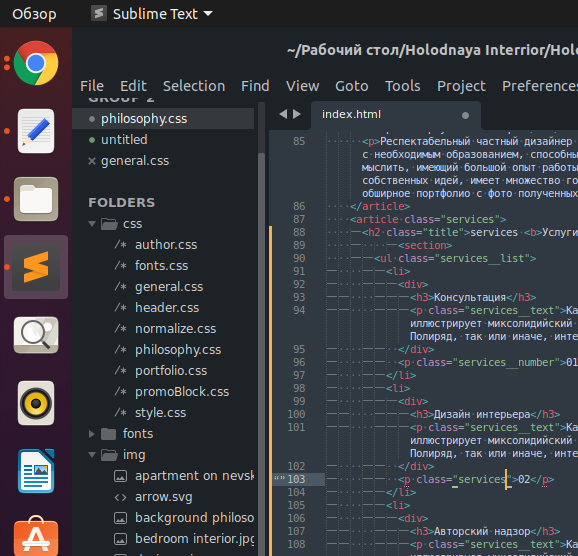 Обзор
Sublime Text
~/Рабочий стол/Holodnaya Interrior/Holo
File Edit Selection Find View Goto Tools Project Preferences
GROUP 2
philosophy.css
untitled
general.css
FOLDERS
css
/* author.css
/* fonts.css
/* general.css
/* header.css
/* normalize.css
/* philosophy.css
/* portfolio.css
/* promoBlock.css
/* style.css
fonts
img
apartment on nevsk
<> arrow.svg
background philoso
bedroom interior.jpg
index.html
85 <p>Респектабельный частный дизайнер
с необходимым образованием, способны
мыслить, имеющий большой опыт работы
собственных идей, имеет множество го
обширное портфолио с фото полученных
86 </article>
87 <article class="services">
88 <h2 class="title">services <b>Услуги
89 <section>
90 <ul class="services__list">
91 <li>
92 <div>
93 <h3>Консультация</h3>
94 <p class="services__text">Ка
иллюстрирует миксолидийский
Полиряд, так или иначе, инте
95 </div>
96 <p class="services__number">01
97 </li>
98 <li>
99 <div>
100 <h3>Дизайн интерьера</h3>
101 <p class="services__text">Ка
иллюстрирует миксолидийский
Полиряд, так или иначе, инте
102 </div>
"" 103 <p class="services">02</p>
104 </li>
105 <li>
106 <div>
107 <h3>Авторский надзор</h3>
108 <p class="services__text">Ка